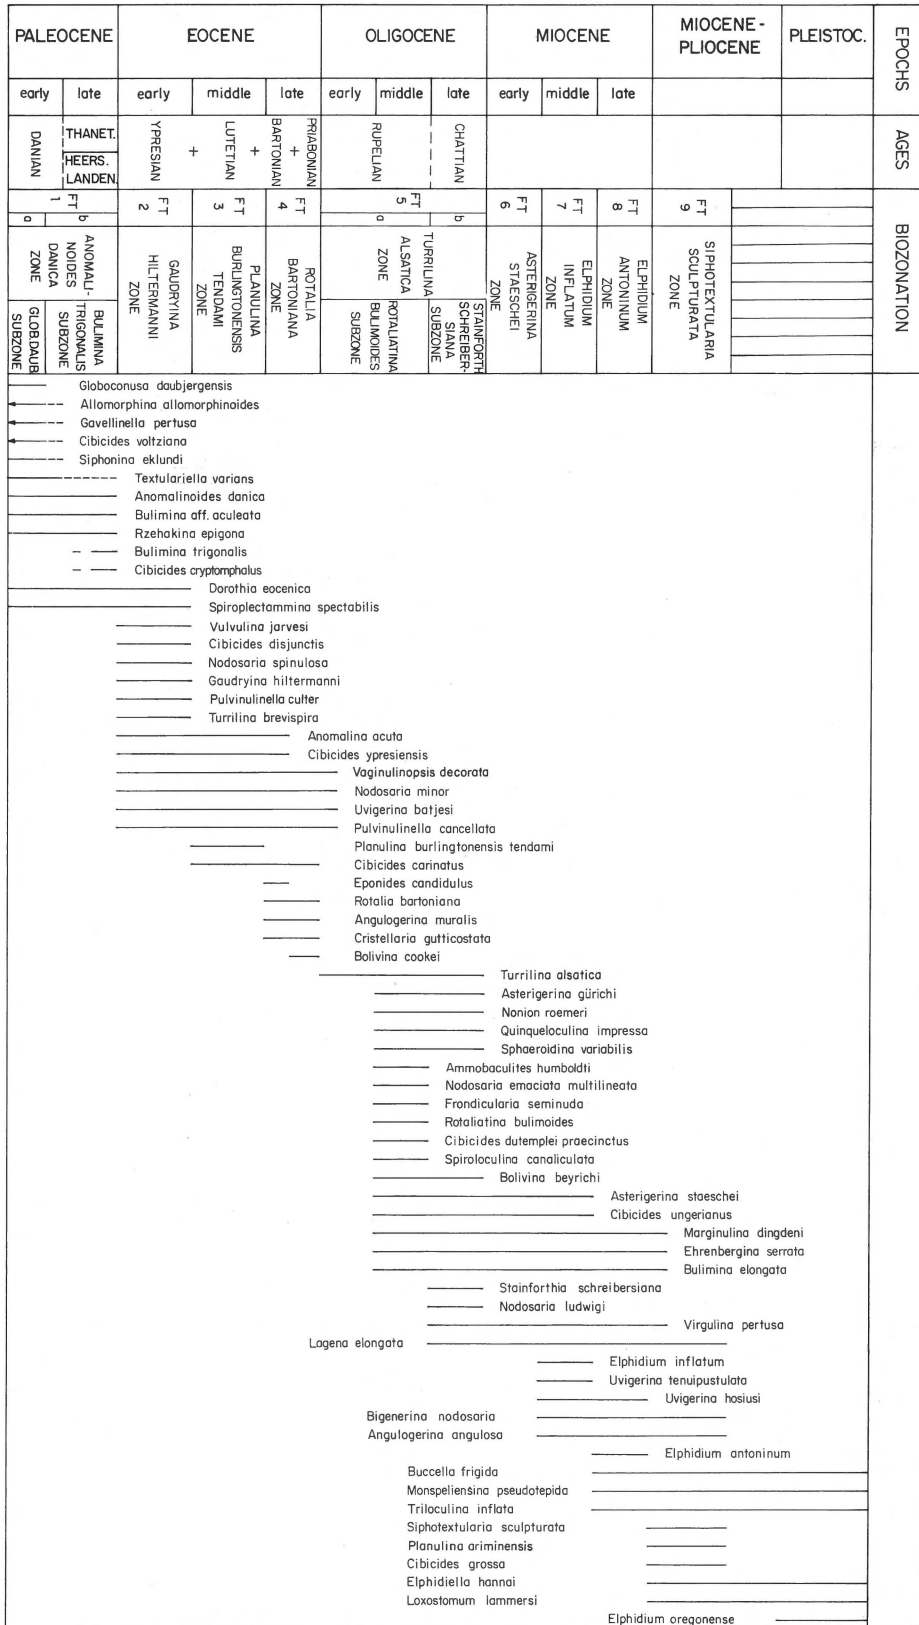 PALEOCENE EOCENE OLIGOCENE MIOCENE MIOCENE- PLIOCENE PLEISTOC. EPOCHS
early late early middle late early middle late early middle late
DANIAN THANET. HEERS. LANDEN. YPRESIAN + LUTETIAN + BARTONIAN + PRIABONIAN RUPELIAN CHATTIAN AGES
FT 1 FT 2 FT 3 FT 4 FT 5 FT 6 FT 7 FT 8 FT 9 BIOZONATION
a b a b
ANOMALI-
NOIDES
DANICA
ZONE
GAUDRYINA
HILTERMANNI
ZONE
PLANULINA
BURLINGTONENSIS
TENDAMI
ZONE
ROTALIA
BARTONIANA
ZONE
TURRILINA
ALSATICA
ZONE
ASTERIGERINA
STAESCHEI
ZONE
ELPHIDIUM
INFLATUM
ZONE
ELPHIDIUM
ANTONINUM
ZONE
SIPHOTEXTULARIA
SCULPTURATA
ZONE
GLOB.DAUB.
SUBZONE
BULIMINA
TRIGONALIS
SUBZONE
ROTALIATINA
BULIMOIDES
SUBZONE
STAINFORTH.
SCHREIBER-
SIANA
SUBZONE
Globoconusa daubjergensis
Allomorphina allomorphinoides
Gavellinella pertusa
Cibicides voltziana
Siphonina eklundi
Textulariella varians
Anomalinoides danica
Bulimina aff. aculeata
Rzehakina epigona
Bulimina trigonalis
Cibicides cryptomphalus
Dorothia eocenica
Spiroplectammina spectabilis
Vulvulina jarvesi
Cibicides disjunctis
Nodosaria spinulosa
Gaudryina hiltermanni
Pulvinulinella culter
Turrilina brevispira
Anomalina acuta
Cibicides ypresiensis
Vaginulinopsis decorata
Nodosaria minor
Uvigerina batjesi
Pulvinulinella cancellata
Planulina burlingtonensis tendami
Cibicides carinatus
Eponides candidulus
Rotalia bartoniana
Angulogerina muralis
Cristellaria gutticostata
Bolivina cookei
Turrilina alsatica
Asterigerina gürichi
Nonion roemeri
Quinqueloculina impressa
Sphaeroidina variabilis
Ammobaculites humboldti
Nodosaria emaciata multilineata
Frondicularia seminuda
Rotaliatina bulimoides
Cibicides dutemplei praecinctus
Spiroloculina canaliculata
Bolivina beyrichi
Asterigerina staeschei
Cibicides ungerianus
Marginulina dingdeni
Ehrenbergina serrata
Bulimina elongata
Stainforthia schreibersiana
Nodosaria ludwigi
Virgulina pertusa
Lagena elongata
Elphidium inflatum
Uvigerina tenuipustulata
Uvigerina hosiusi
Bigenerina nodosaria
Angulogerina angulosa
Elphidium antoninum
Buccella frigida
Monspeliensina pseudotepida
Triloculina inflata
Siphotextularia sculpturata
Planulina ariminensis
Cibicides grossa
Elphidiella hannai
Loxostomum lammersi
Elphidium oregonense